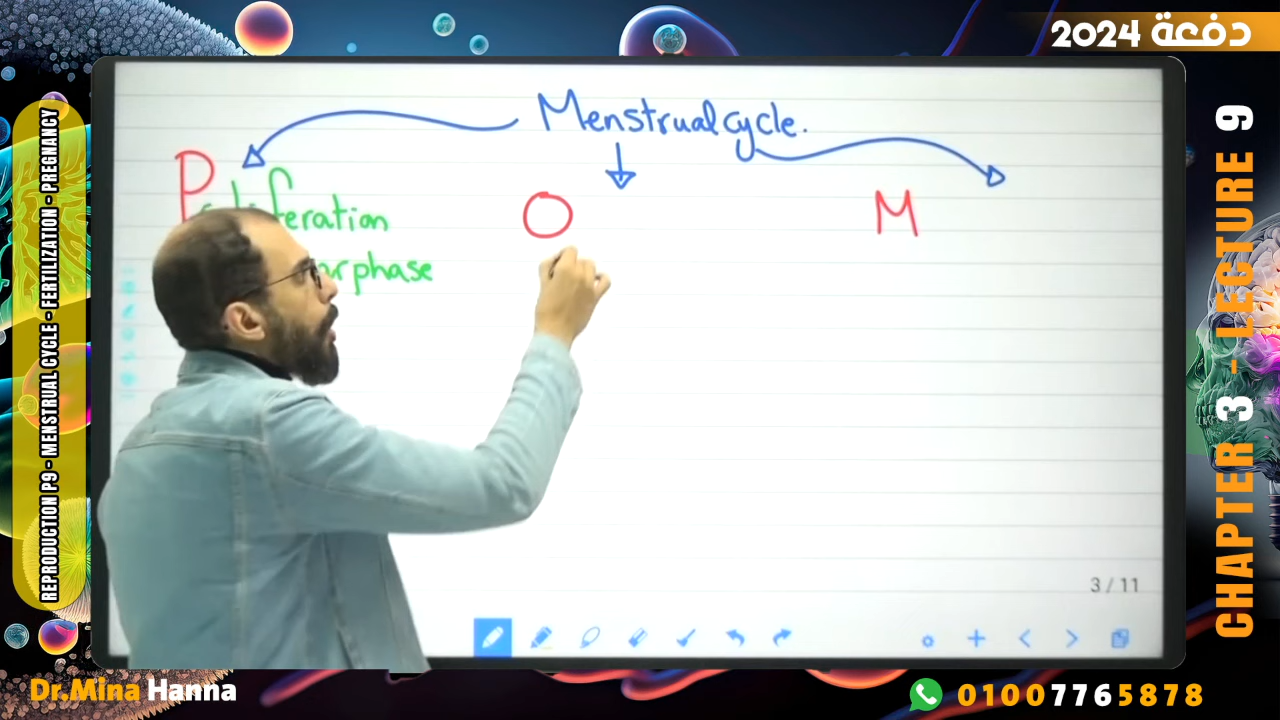 دفعة 2024
Menstrual cycle.
P
feration
O
M
phase
3 / 11
REPRODUCTION P9 - MENSTRUAL CYCLE - FERTILIZATION - PREGNANCY
CHAPTER 3 - LECTURE 9
Dr.Mina Hanna
01007765878